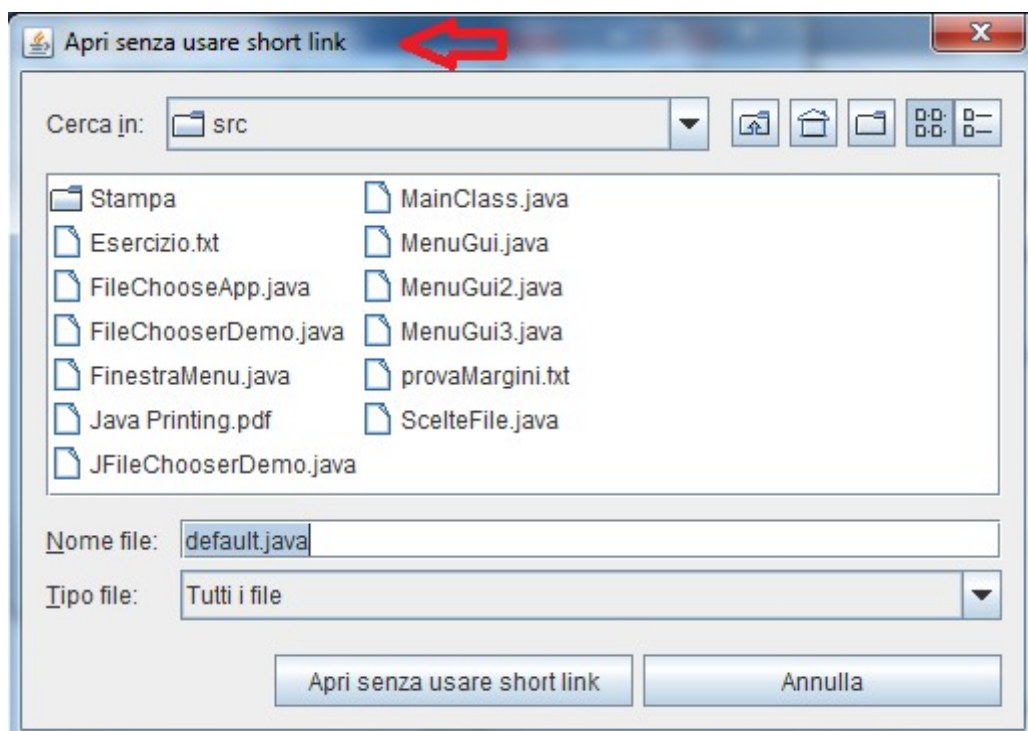 Apri senza usare short link
x
Cerca in: src
Stampa
Esercizio.txt
FileChooseApp.java
FileChooserDemo.java
FinestraMenu.java
Java Printing.pdf
JFileChooserDemo.java
MainClass.java
MenuGui.java
MenuGui2.java
MenuGui3.java
provaMargini.txt
ScelteFile.java
Nome file: default.java
Tipo file: Tutti i file
Apri senza usare short link Annulla